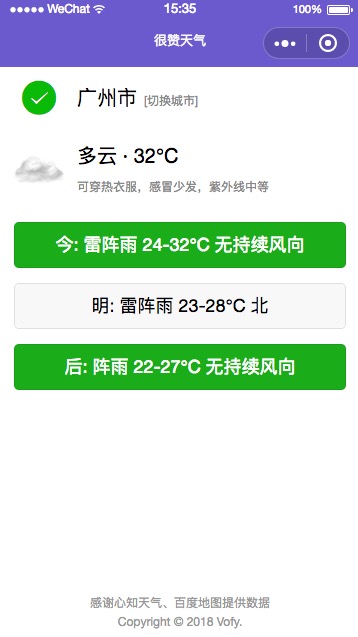 WeChat 15:35 100%
很赞天气
广州市 [切换城市]
多云 · 32°C
可穿热衣服，感冒少发，紫外线中等
今: 雷阵雨 24-32°C 无持续风向
明: 雷阵雨 23-28°C 北
后: 阵雨 22-27°C 无持续风向
感谢心知天气、百度地图提供数据
Copyright © 2018 Vofy.